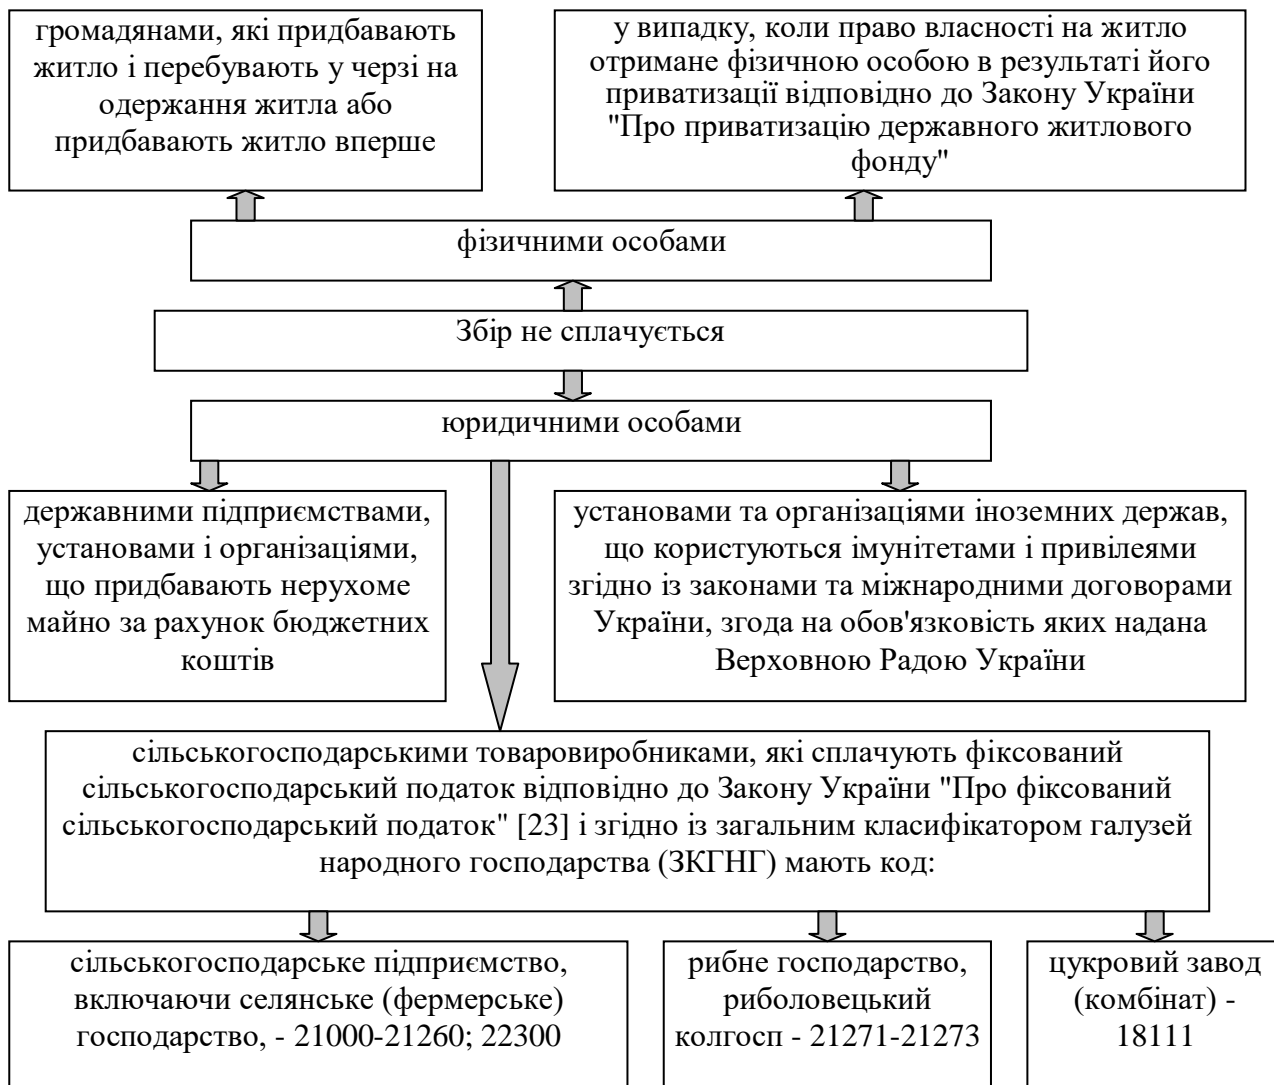 громадянами, які придбавають
житло і перебувають у черзі на
одержання житла або
придбавають житло вперше
у випадку, коли право власності на житло
отримане фізичною особою в результаті його
приватизації відповідно до Закону України
"Про приватизацію державного житлового
фонду"
фізичними особами
Збір не сплачується
юридичними особами
державними підприємствами,
установами і організаціями,
що придбавають нерухоме
майно за рахунок бюджетних
коштів
установами та організаціями іноземних держав,
що користуються імунітетами і привілеями
згідно із законами та міжнародними договорами
України, згода на обов'язковість яких надана
Верховною Радою України
сільськогосподарськими товаровиробниками, які сплачують фіксований
сільськогосподарський податок відповідно до Закону України "Про фіксований
сільськогосподарський податок" [23] і згідно із загальним класифікатором галузей
народного господарства (ЗКГНГ) мають код:
сільськогосподарське підприємство,
включаючи селянське (фермерське)
господарство, - 21000-21260; 22300
рибне господарство,
риболовецький
колгосп - 21271-21273
цукровий завод
(комбінат) -
18111